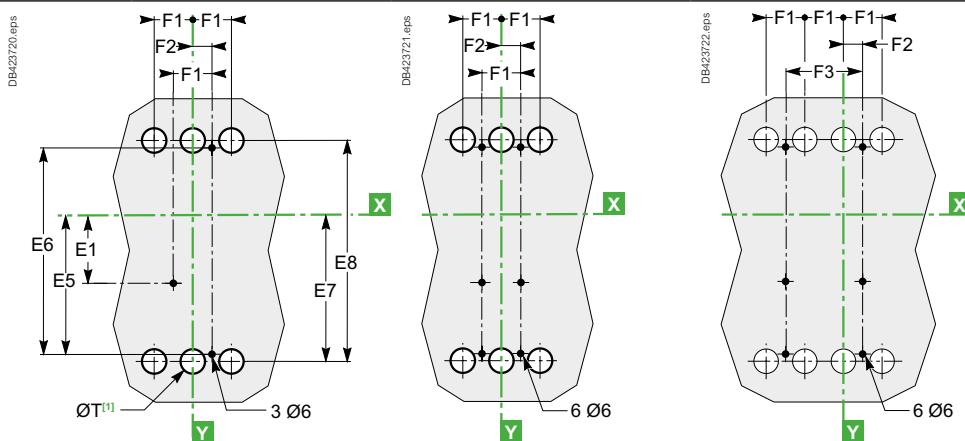 DB423720.eps
F1
F1
F2
F1
X
E6
E5
E1
E7
E8
ØT[1]
3 Ø6
Y
DB423721.eps
F1
F1
F2
F1
X
6 Ø6
Y
DB423722.eps
F1
F1
F1
F2
F3
X
6 Ø6
Y